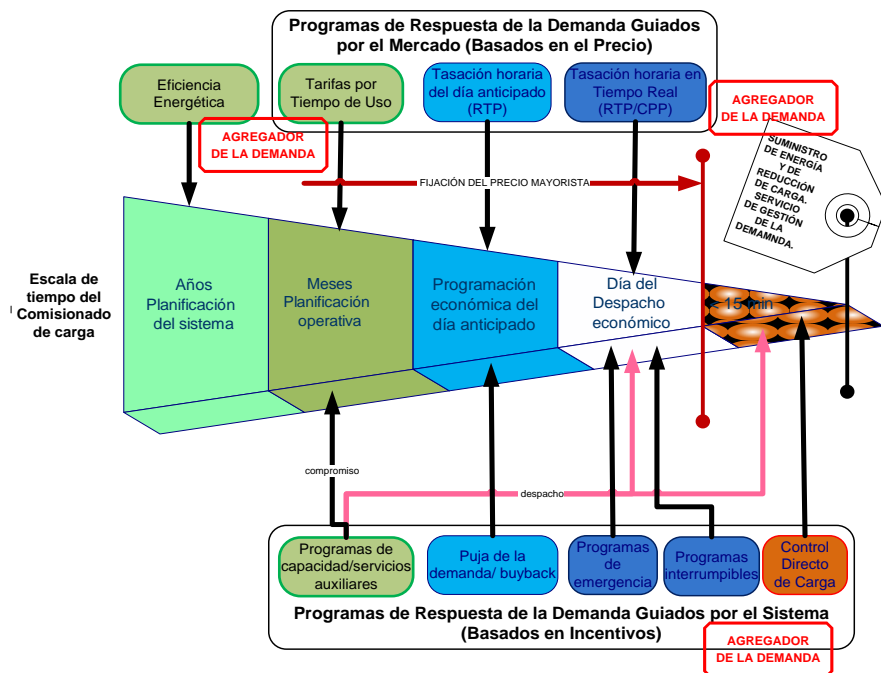 Programas de Respuesta de la Demanda Guiados
por el Mercado (Basados en el Precio)
Eficiencia
Energética
Tarifas por
Tiempo de Uso
Tasación horaria
del día anticipado
(RTP)
Tasación horaria en
Tiempo Real
(RTP/CPP)
AGREGADOR
DE LA DEMANDA
AGREGADOR
DE LA DEMANDA
SUMINISTRO
DE ENERGÍA
Y DE
REDUCCIÓN
DE CARGA.
SERVICIO
DE GESTIÓN
DE LA
DEMAMNDA.
FIJACIÓN DEL PRECIO MAYORISTA
Escala de
tiempo del
Comisionado
de carga
Años
Planificación
del sistema
Meses
Planificación
operativa
Programación
económica del
día anticipado
Día del
Despacho
económico
15 min
compromiso
despacho
Programas de
capacidad/servicios
auxiliares
Puja de la
demanda/ buyback
Programas
de
emergencia
Programas
interrumpibles
Control
Directo
de Carga
Programas de Respuesta de la Demanda Guiados por el Sistema
(Basados en Incentivos)
AGREGADOR
DE LA DEMANDA